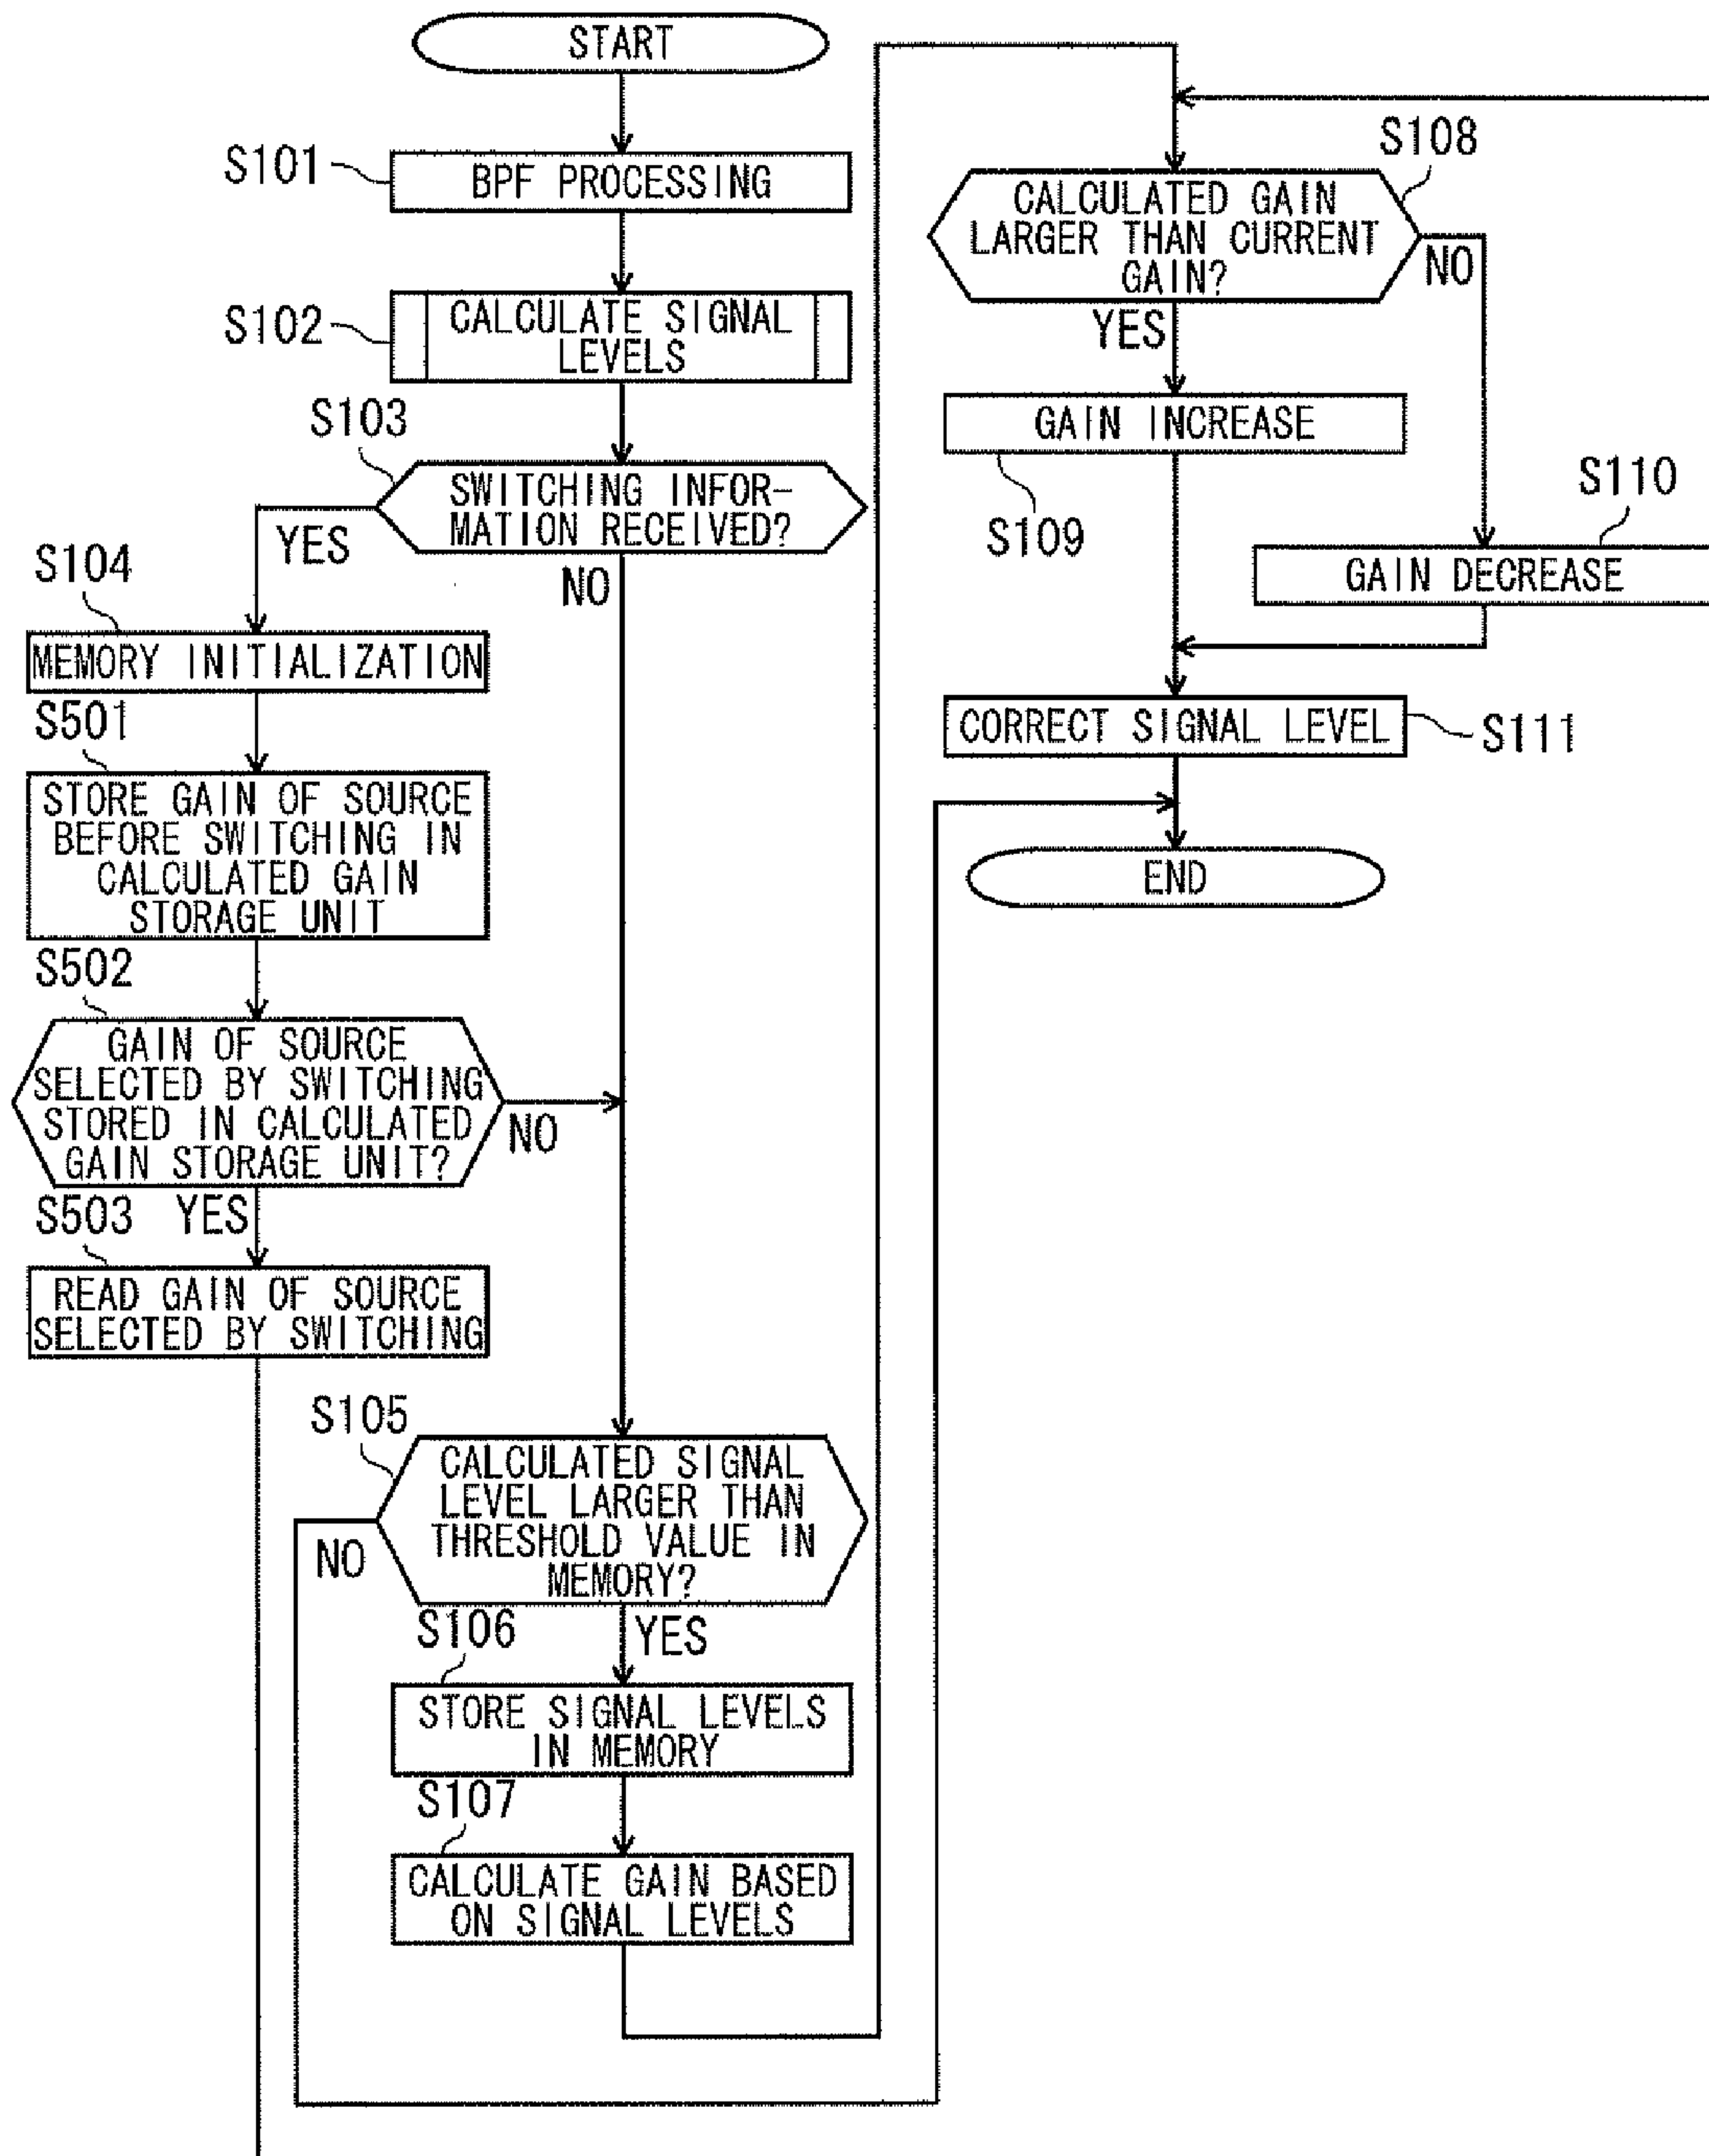 START
S101
BPF PROCESSING
S102
CALCULATE SIGNAL
LEVELS
S103
SWITCHING INFOR-
MATION RECEIVED?
YES
NO
S104
MEMORY INITIALIZATION
S501
STORE GAIN OF SOURCE
BEFORE SWITCHING IN
CALCULATED GAIN
STORAGE UNIT
S502
GAIN OF SOURCE
SELECTED BY SWITCHING
STORED IN CALCULATED
GAIN STORAGE UNIT?
NO
S503
YES
READ GAIN OF SOURCE
SELECTED BY SWITCHING
S105
CALCULATED SIGNAL
LEVEL LARGER THAN
THRESHOLD VALUE IN
MEMORY?
NO
YES
S106
STORE SIGNAL LEVELS
IN MEMORY
S107
CALCULATE GAIN BASED
ON SIGNAL LEVELS
S108
CALCULATED GAIN
LARGER THAN CURRENT
GAIN?
NO
YES
GAIN INCREASE
S109
S110
GAIN DECREASE
CORRECT SIGNAL LEVEL
S111
END